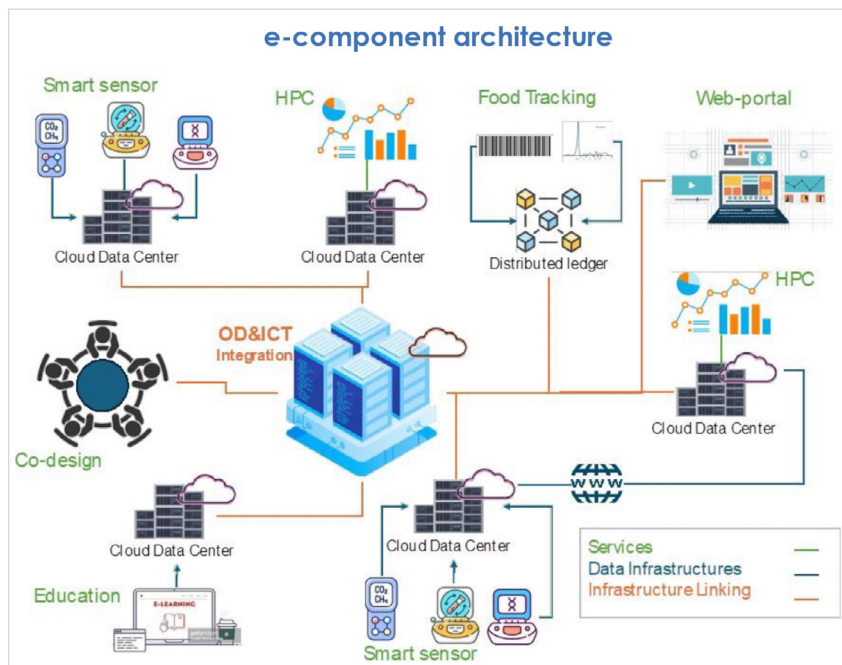 e-component architecture
Smart sensor
HPC
Food Tracking
Web-portal
CO₂
CH₄
Cloud Data Center
Cloud Data Center
Distributed ledger
HPC
OD&ICT
Integration
Cloud Data Center
Co-design
WWW
Cloud Data Center
Cloud Data Center
Services
Data Infrastructures
Infrastructure Linking
Education
E-LEARNING
CO₂
CH₄
Smart sensor